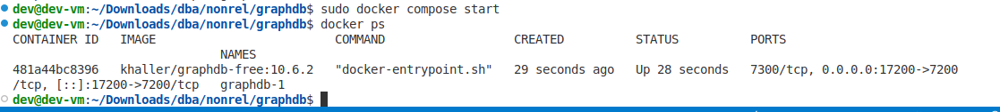 dev@dev-vm:~/Downloads/dba/nonrel/graphdb$ sudo docker compose start
dev@dev-vm:~/Downloads/dba/nonrel/graphdb$ docker ps
CONTAINER ID   IMAGE                         COMMAND                  CREATED          STATUS          PORTS
                             NAMES
481a44bc8396   khaller/graphdb-free:10.6.2   "docker-entrypoint.sh"   29 seconds ago   Up 28 seconds   7300/tcp, 0.0.0.0:17200->7200
/tcp, [::]:17200->7200/tcp   graphdb-1
dev@dev-vm:~/Downloads/dba/nonrel/graphdb$